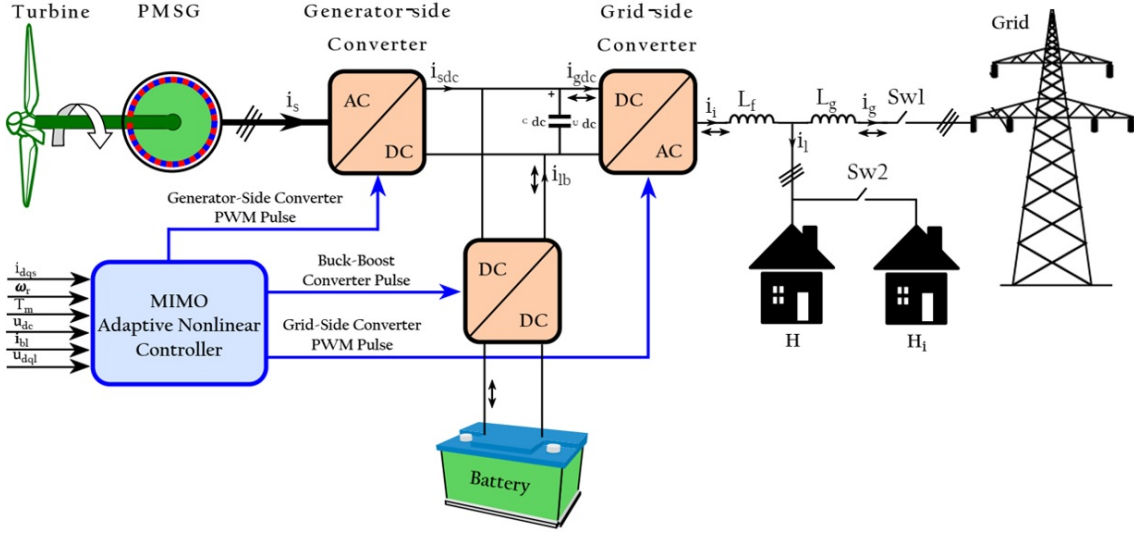 Turbine
PMSG
Generator-side
Converter
Grid-side
Converter
Grid
i_s
AC
DC
i_sdc
+
c dc
υ dc
i_gdc
DC
AC
i_i
L_f
L_g
i_g
Sw1
i_l
Sw2
i_lb
Generator-Side Converter
PWM Pulse
Buck-Boost
Converter Pulse
Grid-Side Converter
PWM Pulse
i_dqs
ω_r
T_m
u_dc
i_bl
u_dql
MIMO
Adaptive Nonlinear
Controller
DC
DC
H
H_i
Battery